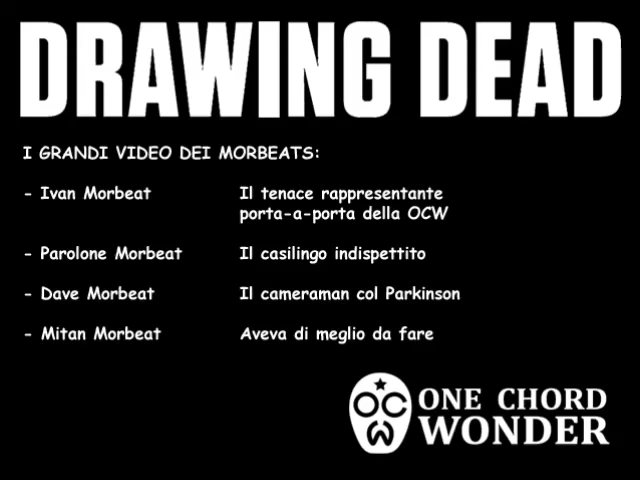 DRAWING DEAD
I GRANDI VIDEO DEI MORBEATS:
- Ivan Morbeat Il tenace rappresentante
porta-a-porta della OCW
- Parolone Morbeat Il casilingo indispettito
- Dave Morbeat Il cameraman col Parkinson
- Mitan Morbeat Aveva di meglio da fare
OC
W
ONE CHORD
WONDER